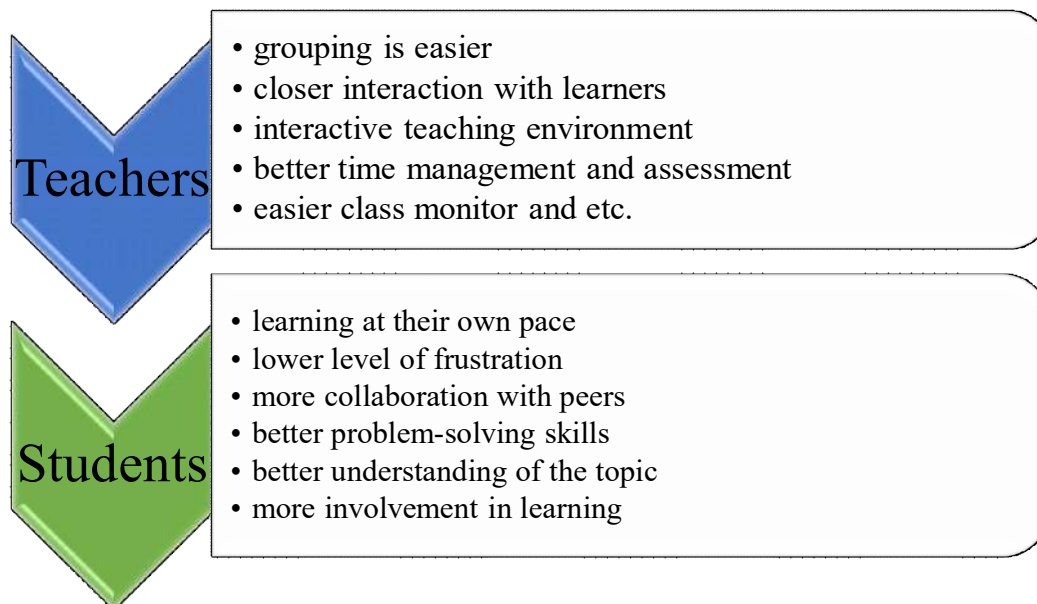 Teachers
• grouping is easier
• closer interaction with learners
• interactive teaching environment
• better time management and assessment
• easier class monitor and etc.
Students
• learning at their own pace
• lower level of frustration
• more collaboration with peers
• better problem-solving skills
• better understanding of the topic
• more involvement in learning